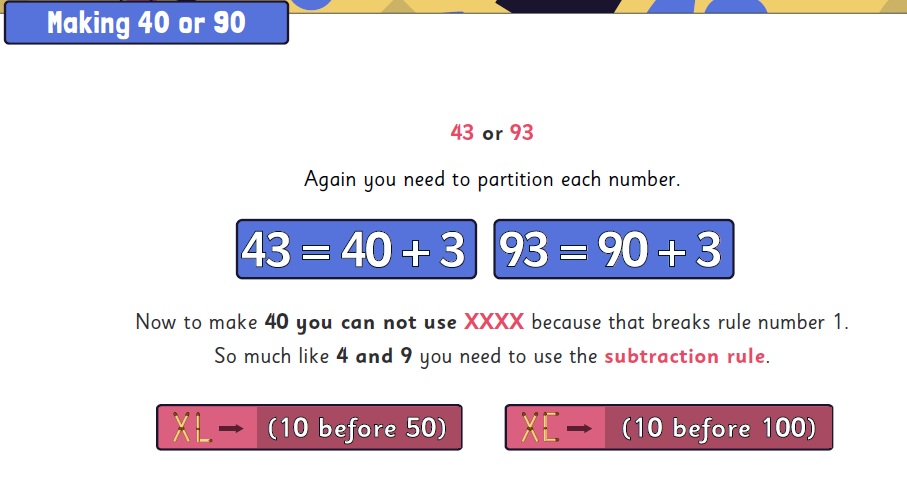 Making 40 or 90
43 or 93
Again you need to partition each number.
43 = 40 + 3 93 = 90 + 3
Now to make 40 you can not use XXXX because that breaks rule number 1.
So much like 4 and 9 you need to use the subtraction rule.
XL → (10 before 50) XC → (10 before 100)